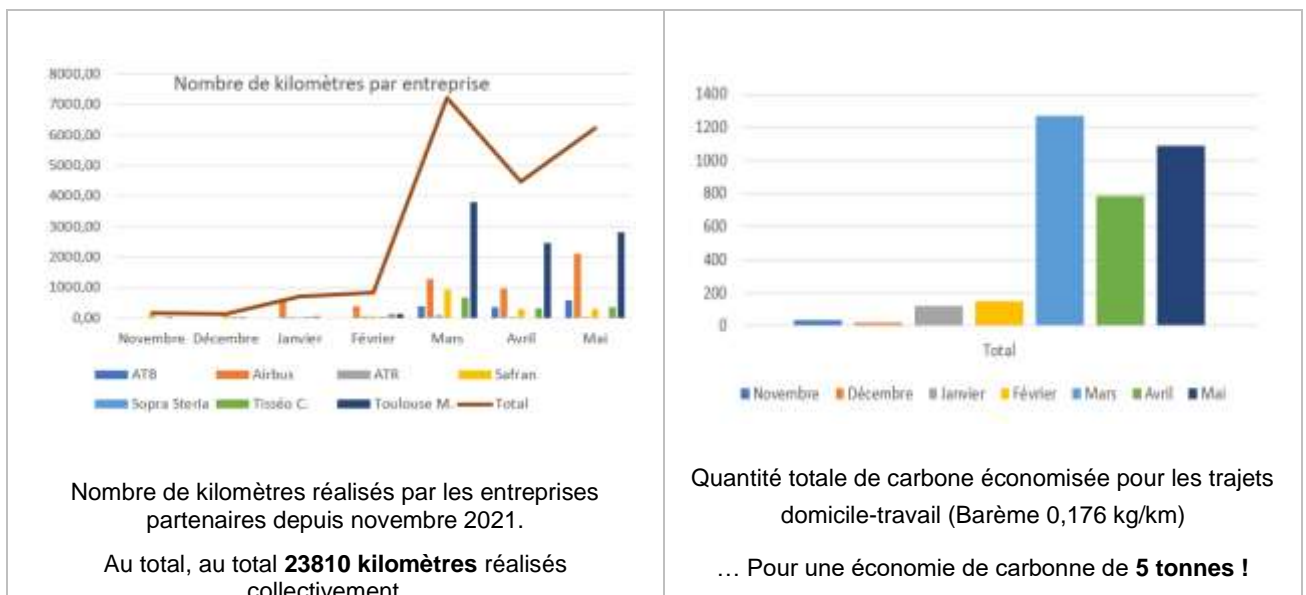 Nombre de kilomètres par entreprise
8000,00
7000,00
6000,00
5000,00
4000,00
3000,00
2000,00
1000,00
0,00
Novembre Décembre Janvier Février Mars Avril Mai
ATB Airbus ATR Safran
Sopra Steria Tisséo C. Toulouse M. Total
Nombre de kilomètres réalisés par les entreprises
partenaires depuis novembre 2021.
Au total, au total 23810 kilomètres réalisés
collectivement
1400
1200
1000
800
600
400
200
0
Total
Novembre Décembre Janvier Février Mars Avril Mai
Quantité totale de carbone économisée pour les trajets
domicile-travail (Barème 0,176 kg/km)
… Pour une économie de carbonne de 5 tonnes !